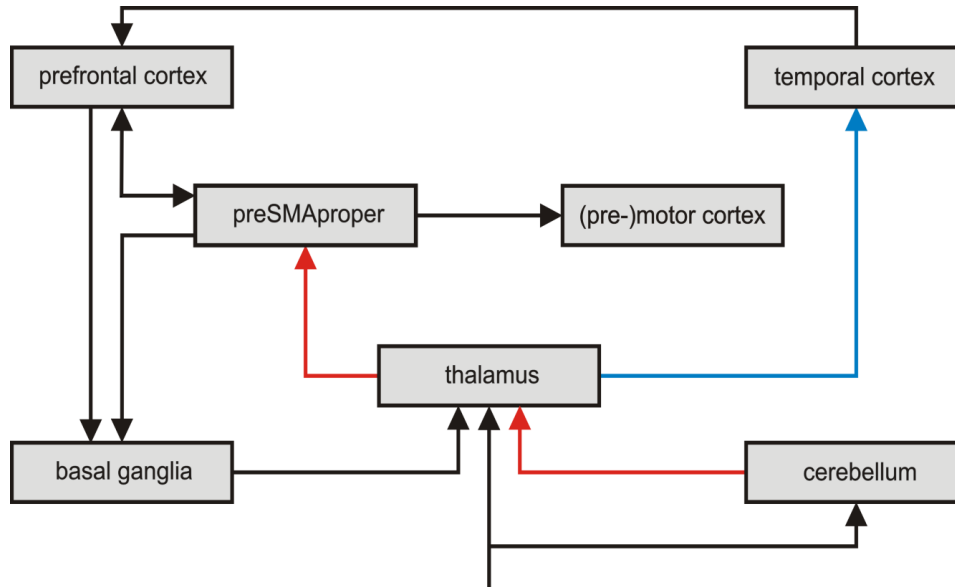 prefrontal cortex
temporal cortex
preSMAproper
(pre-)motor cortex
thalamus
basal ganglia
cerebellum